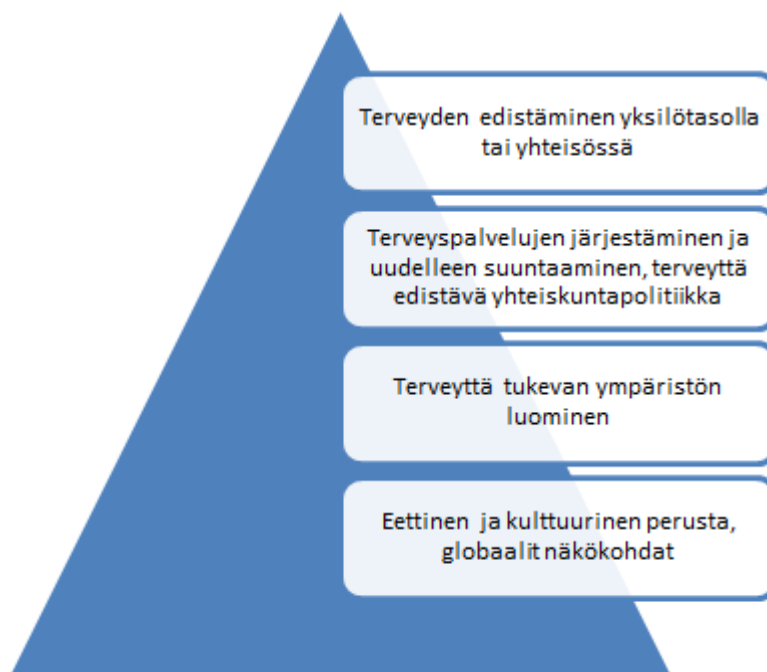 Terveyden edistäminen yksilötasolla
tai yhteisössä
Terveyspalvelujen järjestäminen ja
uudelleen suuntaaminen, terveyttä
edistävä yhteiskuntapolitiikka
Terveyttä tukevan ympäristön
luominen
Eettinen ja kulttuurinen perusta,
globaalit näkökohdat